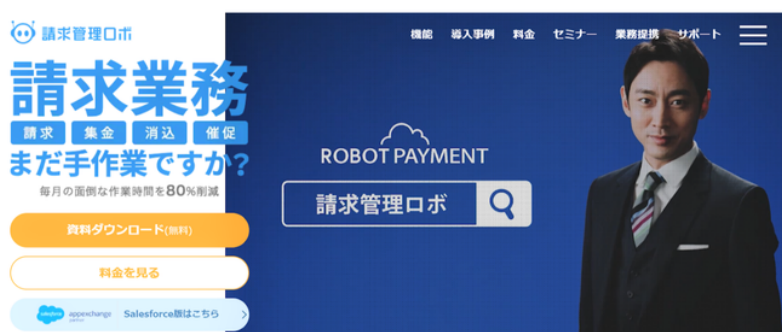 請求管理ロボ
機能 導入事例 料金 セミナー 業務提携 サポート
請求業務
請求 集金 消込 催促
まだ手作業ですか?
毎月の面倒な作業時間を80%削減
資料ダウンロード(無料)
料金を見る
salesforce appexchange partner Salesforce版はこちら
ROBOT PAYMENT
請求管理ロボ